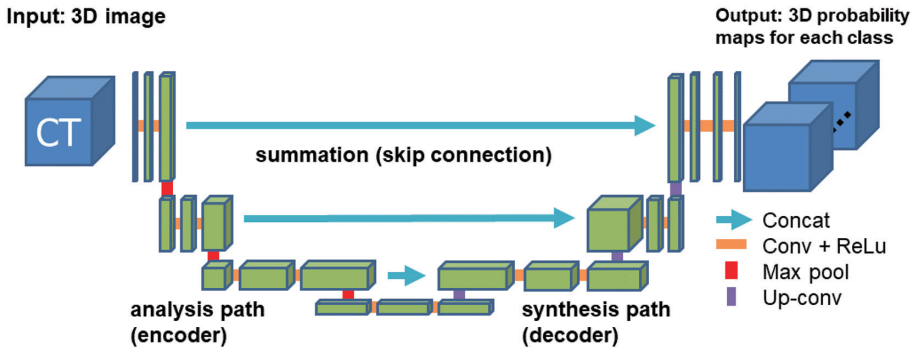 Input: 3D image
Output: 3D probability
maps for each class
CT
summation (skip connection)
Concat
Conv + ReLu
Max pool
Up-conv
analysis path
(encoder)
synthesis path
(decoder)